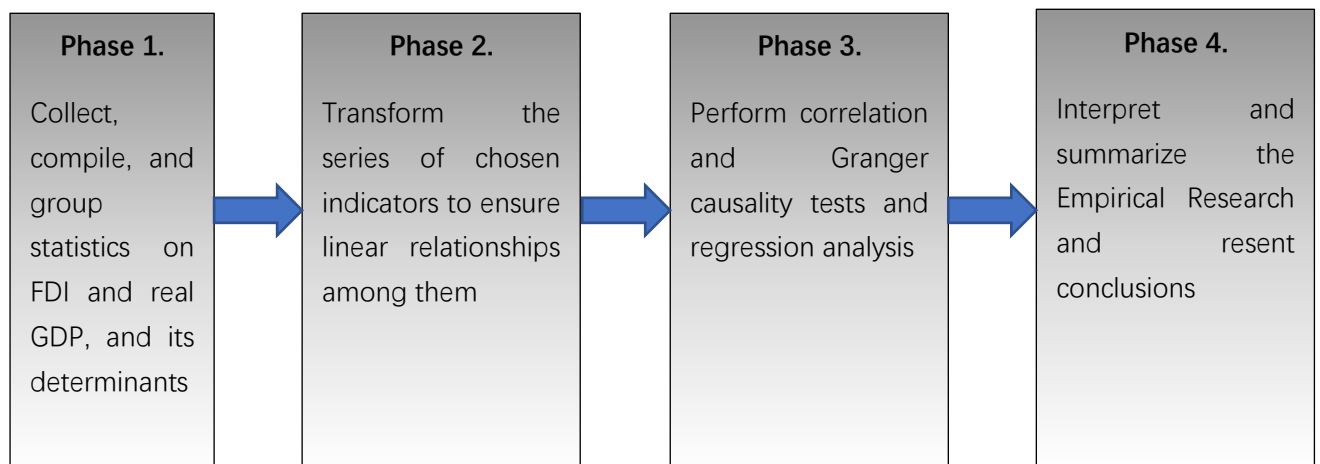 Phase 1.
Collect,
compile, and
group
statistics on
FDI and real
GDP, and its
determinants
Phase 2.
Transform the
series of chosen
indicators to ensure
linear relationships
among them
Phase 3.
Perform correlation
and Granger
causality tests and
regression analysis
Phase 4.
Interpret and
summarize the
Empirical Research
and resent
conclusions